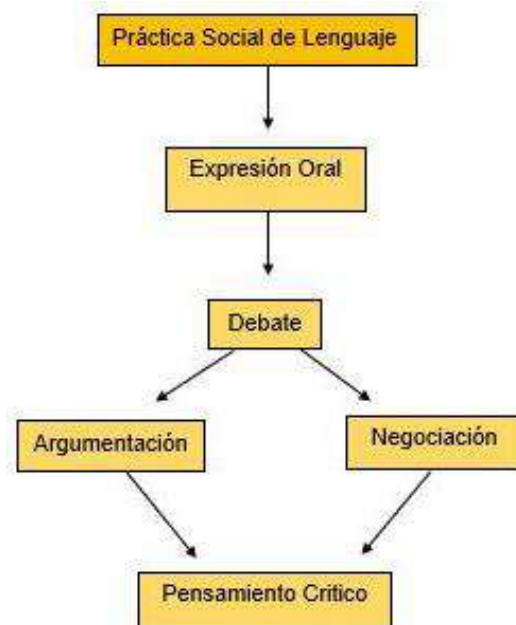 Práctica Social de Lenguaje
Expresión Oral
Debate
Argumentación
Negociación
Pensamiento Critico